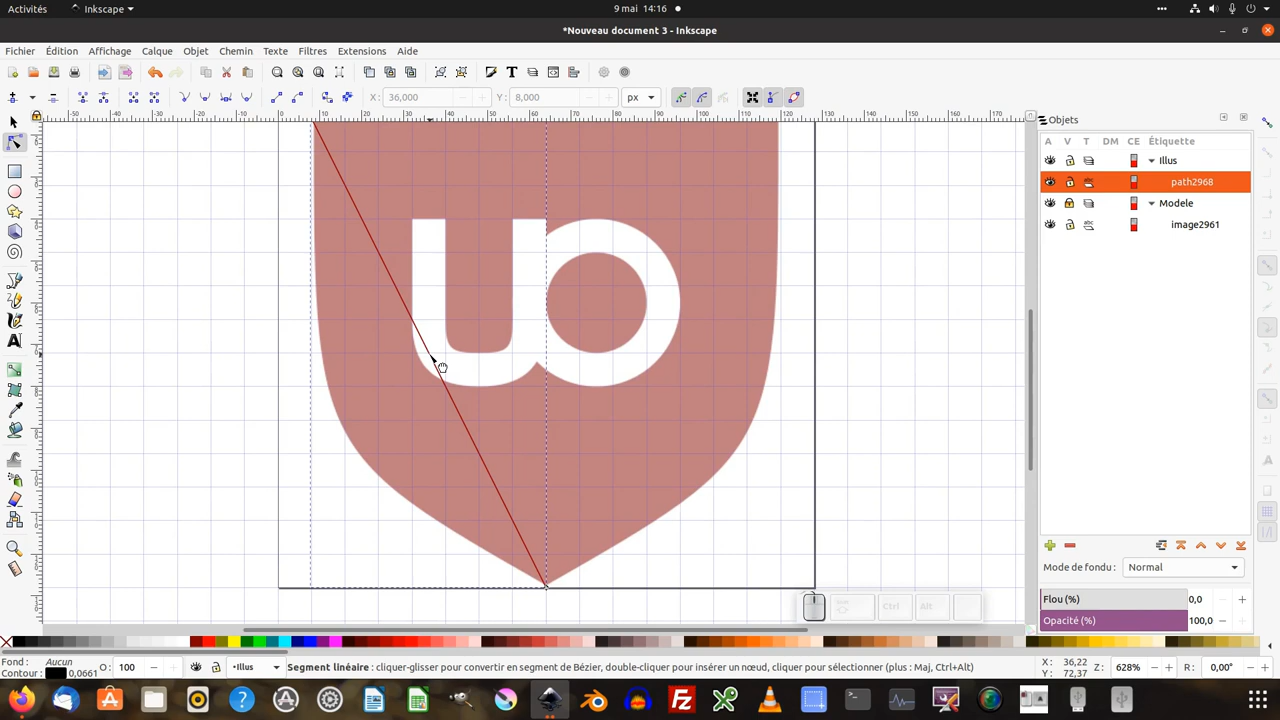 Activités Inkscape 9 mai 14:16
*Nouveau document 3 - Inkscape
Fichier Édition Affichage Calque Objet Chemin Texte Filtres Extensions Aide
X: 36,000 Y: 8,000 px
Objets
A V T DM CE Étiquette
Illus
path2968
Modele
image2961
uo
Ctrl Alt
Mode de fondu : Normal
Flou (%) 0,0
Opacité (%) 100,0
Fond : Aucun
Contour : 0,0661
O: 100
Illus
Segment linéaire : cliquer-glisser pour convertir en segment de Bézier, double-cliquer pour insérer un nœud, cliquer pour sélectionner (plus : Maj, Ctrl+Alt)
X: 36,22
Y: 72,37
Z: 628%
R: 0,00°